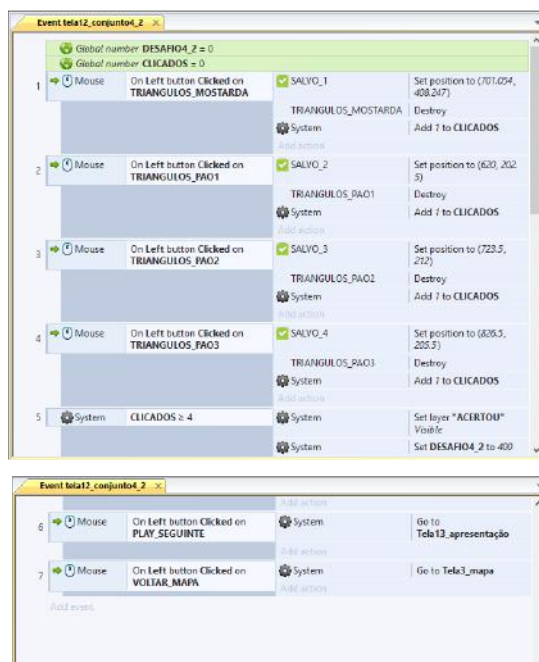 Event tela12_conjunto4_2 ×
Global number DESAFIO4_2 = 0
Global number CLICADOS = 0
1 Mouse On Left button Clicked on TRIANGULOS_MOSTARDA SALVO_1 Set position to (701.054, 408.247)
TRIANGULOS_MOSTARDA Destroy
System Add 1 to CLICADOS
Add action
2 Mouse On Left button Clicked on TRIANGULOS_PAO1 SALVO_2 Set position to (620, 202.5)
TRIANGULOS_PAO1 Destroy
System Add 1 to CLICADOS
Add action
3 Mouse On Left button Clicked on TRIANGULOS_PAO2 SALVO_3 Set position to (723.5, 212)
TRIANGULOS_PAO2 Destroy
System Add 1 to CLICADOS
Add action
4 Mouse On Left button Clicked on TRIANGULOS_PAO3 SALVO_4 Set position to (826.5, 205.5)
TRIANGULOS_PAO3 Destroy
System Add 1 to CLICADOS
Add action
5 System CLICADOS ≥ 4 System Set layer "ACERTOU" Visible
System Set DESAFIO4_2 to 400
Event tela12_conjunto4_2 ×
Add action
6 Mouse On Left button Clicked on PLAY_SEGUINTE System Go to Tela13_apresentação
Add action
7 Mouse On Left button Clicked on VOLTAR_MAPA System Go to Tela3_mapa
Add action
Add event